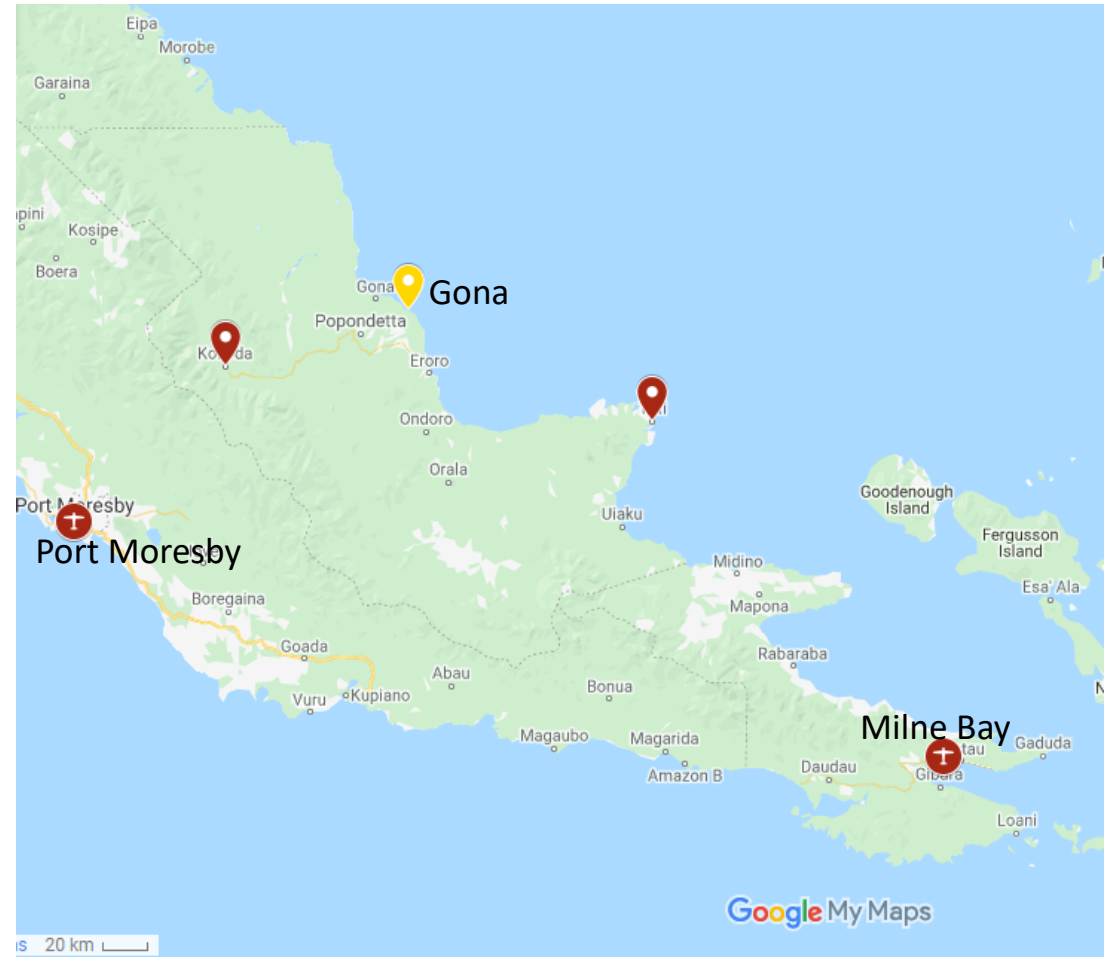 Eipa
Morobe
Garaina
Kosipe
Boera
Gona
Gona
Popondetta
Eroro
Ondoro
Orala
Port Moresby
Port Moresby
Goodenough
Island
Uiaku
Fergusson
Island
Midino
Esa' Ala
Boregaina
Mapona
Goada
Rabaraba
Abau
Bonua
Vuru
Kupiano
Milne Bay
Magaubo
Magarida
Gaduda
Daudau
Amazon B
Gibara
Loani
Google My Maps
20 km